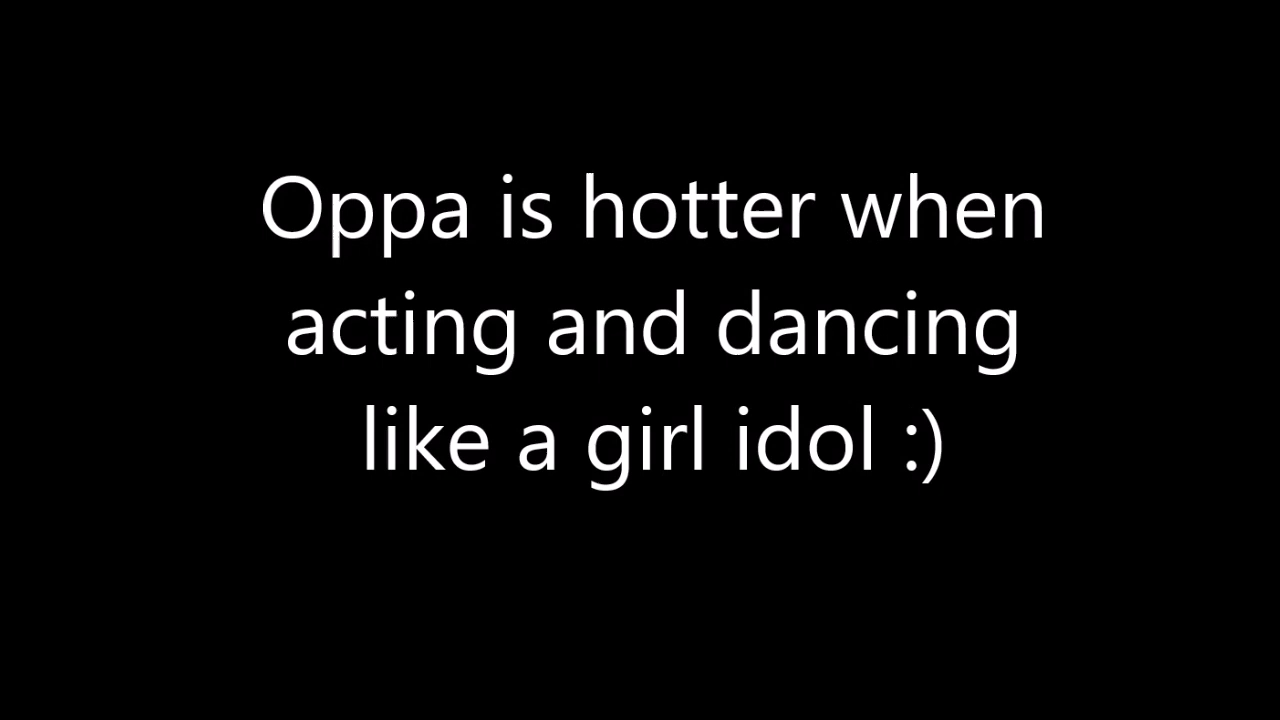 Oppa is hotter when
acting and dancing
like a girl idol :)